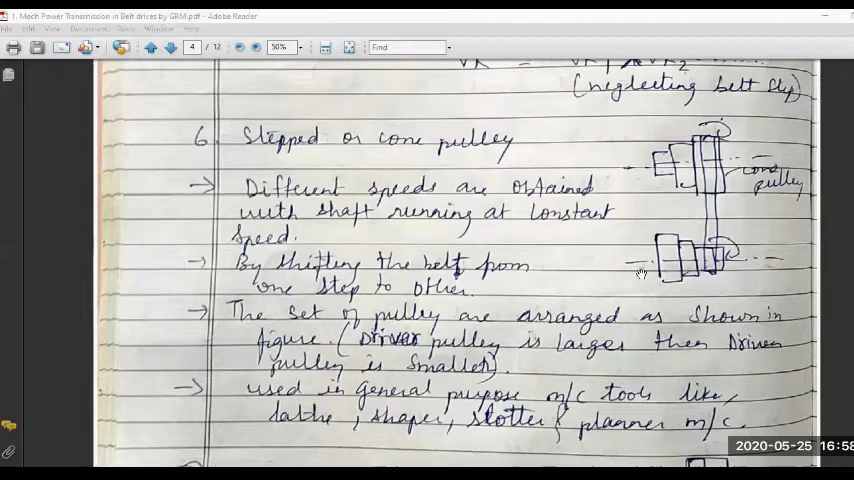 1. Mech Power Transmission in Belt drives by GRM.pdf - Adobe Reader
File Edit View Document Tools Window Help
4 / 12 50% Find
(neglecting belt slip)
6. Stepped or cone pulley
cone pulley
→ Different speeds are obtained
with shaft running at constant
speed.
→ By shifting the belt from
one step to other.
→ The set of pulley are arranged as shown in
figure. (Driver pulley is larger then Driven
pulley is smaller).
→ used in General purpose m/c tools like,
lathe, shaper, slotter & planner m/c.
2020-05-25 16:58